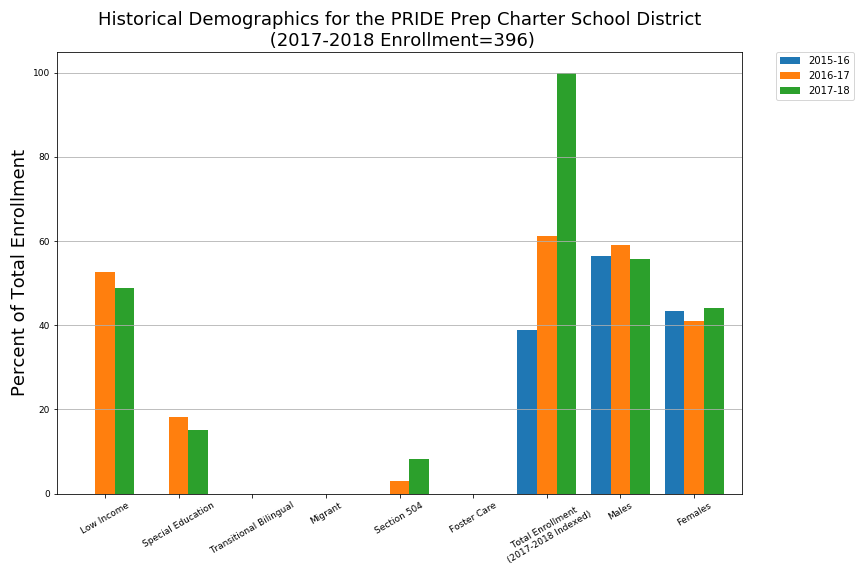 Historical Demographics for the PRIDE Prep Charter School District
(2017-2018 Enrollment=396)
2015-16
2016-17
2017-18
Percent of Total Enrollment
100
80
60
40
20
0
Low Income
Special Education
Transitional Bilingual
Migrant
Section 504
Foster Care
Total Enrollment
(2017-2018 Indexed)
Males
Females